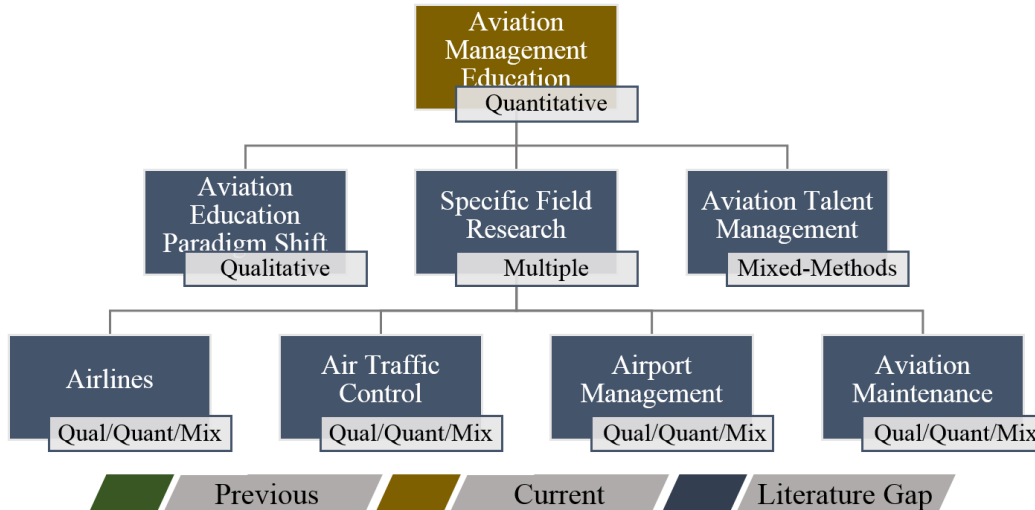 Aviation
Management
Education
Quantitative
Aviation
Education
Paradigm Shift
Qualitative
Specific Field
Research
Multiple
Aviation Talent
Management
Mixed-Methods
Airlines
Qual/Quant/Mix
Air Traffic
Control
Qual/Quant/Mix
Airport
Management
Qual/Quant/Mix
Aviation
Maintenance
Qual/Quant/Mix
Previous
Current
Literature Gap